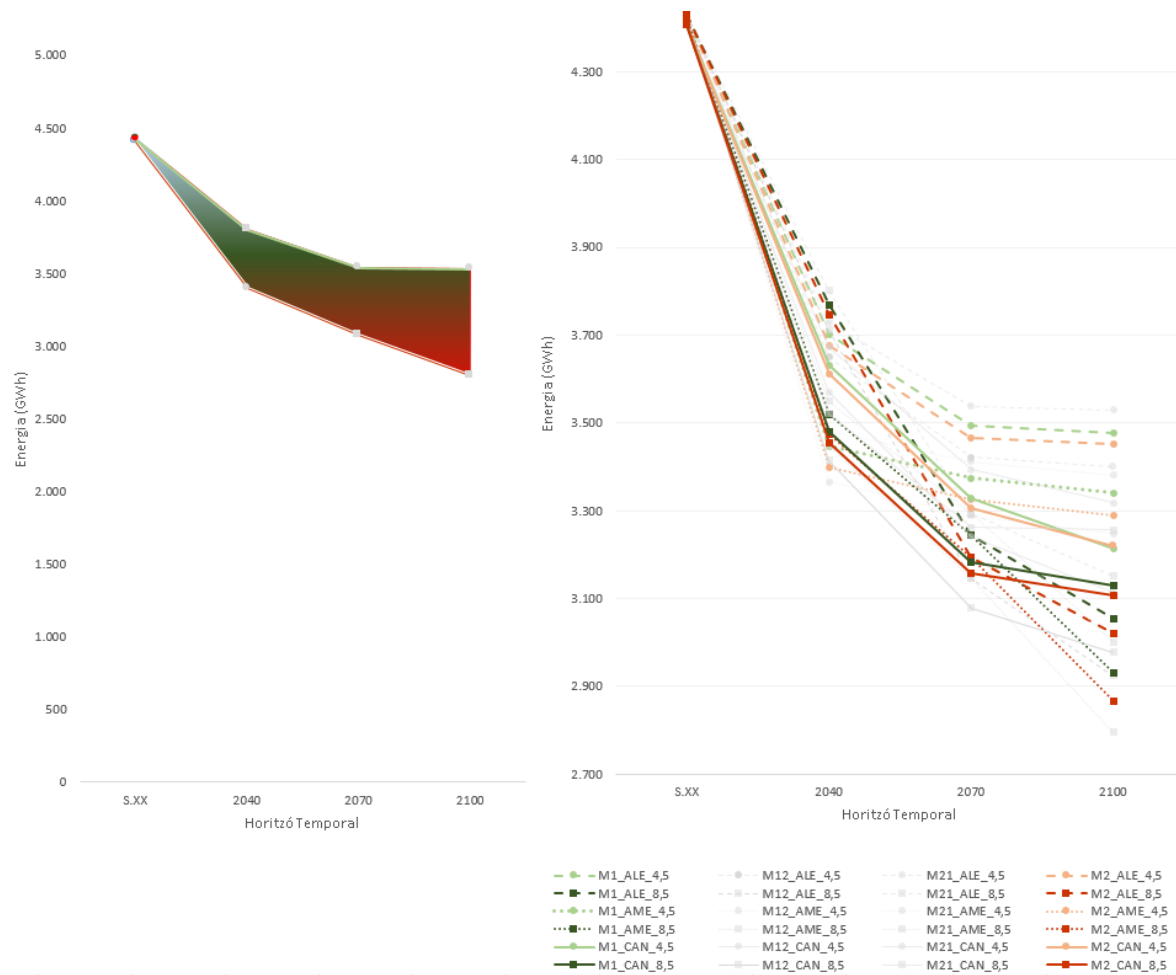 5.000
4.500
4.000
3.500
3.000
2.500
2.000
1.500
1.000
500
0
Energia (GWh)
S.XX 2040 2070 2100
Horitzó Temporal
4.300
4.100
3.900
3.700
3.500
3.300
3.100
2.900
2.700
Energia (GWh)
S.XX 2040 2070 2100
Horitzó Temporal
M1_ALE_4,5 M12_ALE_4,5 M21_ALE_4,5 M2_ALE_4,5
M1_ALE_8,5 M12_ALE_8,5 M21_ALE_8,5 M2_ALE_8,5
M1_AME_4,5 M12_AME_4,5 M21_AME_4,5 M2_AME_4,5
M1_AME_8,5 M12_AME_8,5 M21_AME_8,5 M2_AME_8,5
M1_CAN_4,5 M12_CAN_4,5 M21_CAN_4,5 M2_CAN_4,5
M1_CAN_8,5 M12_CAN_8,5 M21_CAN_8,5 M2_CAN_8,5